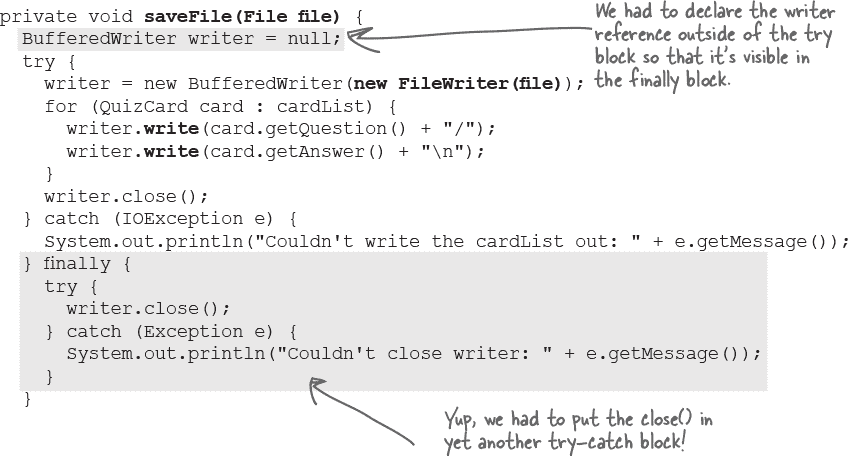 private void saveFile(File file) {
BufferedWriter writer = null;
try {
writer = new BufferedWriter(new FileWriter(file));
for (QuizCard card : cardList) {
writer.write(card.getQuestion() + "/");
writer.write(card.getAnswer() + "\n");
}
writer.close();
} catch (IOException e) {
System.out.println("Couldn't write the cardList out: " + e.getMessage());
} finally {
try {
writer.close();
} catch (Exception e) {
System.out.println("Couldn't close writer: " + e.getMessage());
}
}
We had to declare the writer
reference outside of the try
block so that it's visible in
the finally block.
Yup, we had to put the close() in
yet another try-catch block!